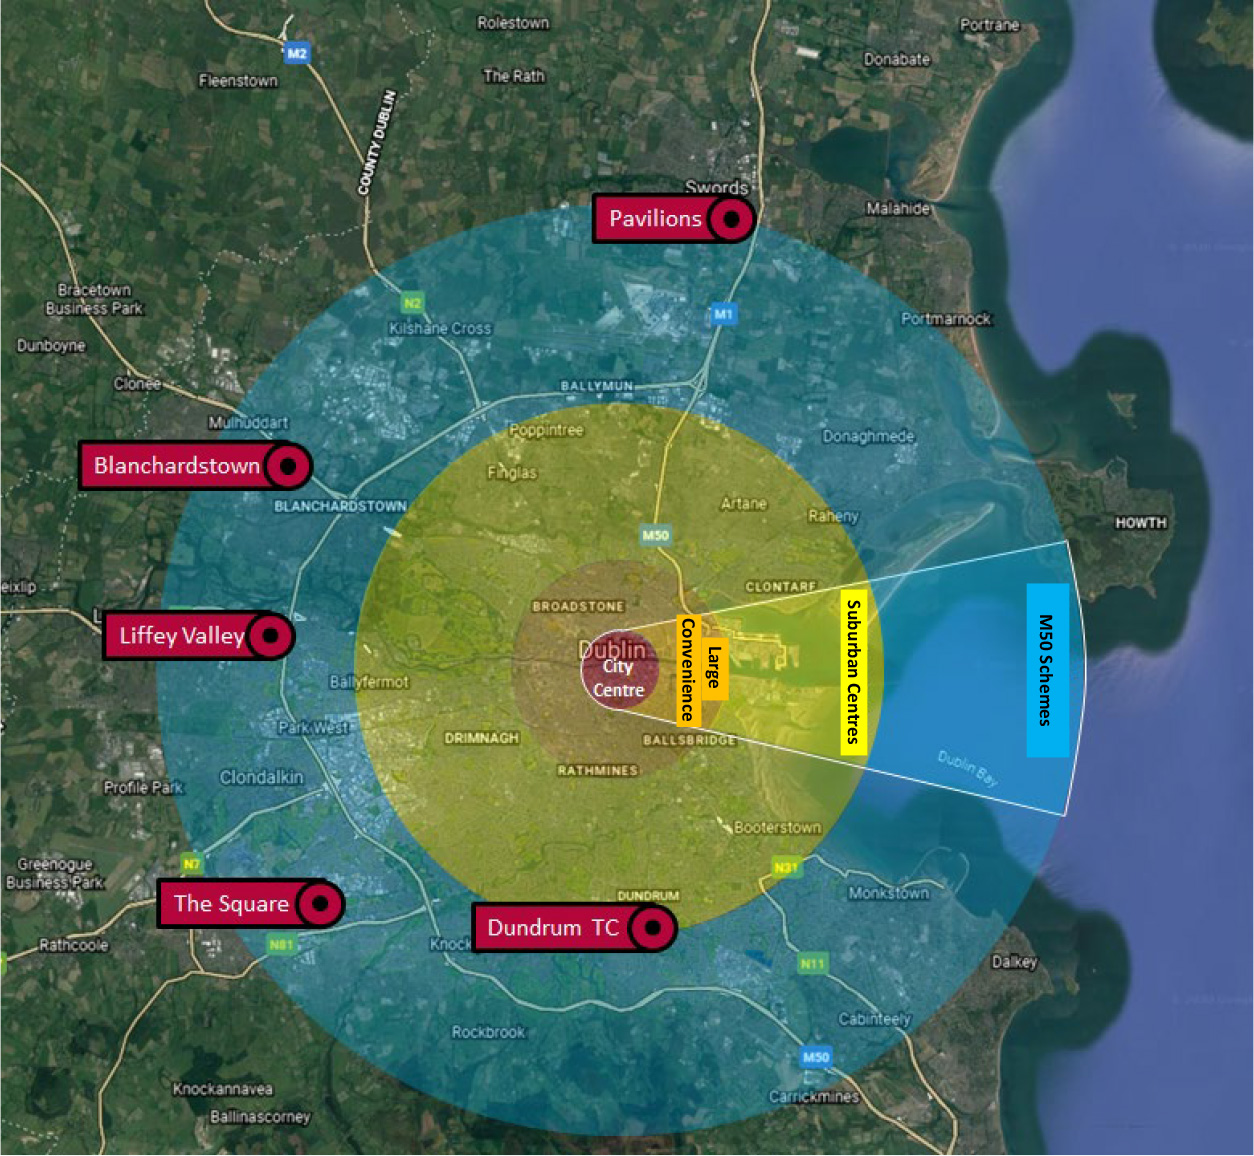 Rolestown
Portrane
M2
Donabate
Fleenstown
The Rath
COUNTY DUBLIN
Swords
Malahide
Pavilions
Bracetown
Business Park
N2
M1
Portmarnock
Kilshane Cross
Dunboyne
Clonee
BALLYMUN
Mulhuddart
Poppintree
Donaghmede
Blanchardstown
Finglas
BLANCHARDSTOWN
Artane
Raheny
HOWTH
M50
eixlip
CLONTARF
BROADSTONE
L
Liffey Valley
Dublin
City
Centre
Large
Convenience
Suburban Centres
M50 Schemes
Ballyfermot
Park West
DRIMNAGH
BALLSBRIDGE
RATHMINES
Dublin Bay
Clondalkin
Profile Park
Booterstown
Greenogue
Business Park
N7
N31
Monkstown
DUNDRUM
The Square
Dundrum TC
Rathcoole
N81
Knock
N11
Dalkey
Cabinteely
Rockbrook
M50
Knockannavea
Carrickmines
Ballinascorney